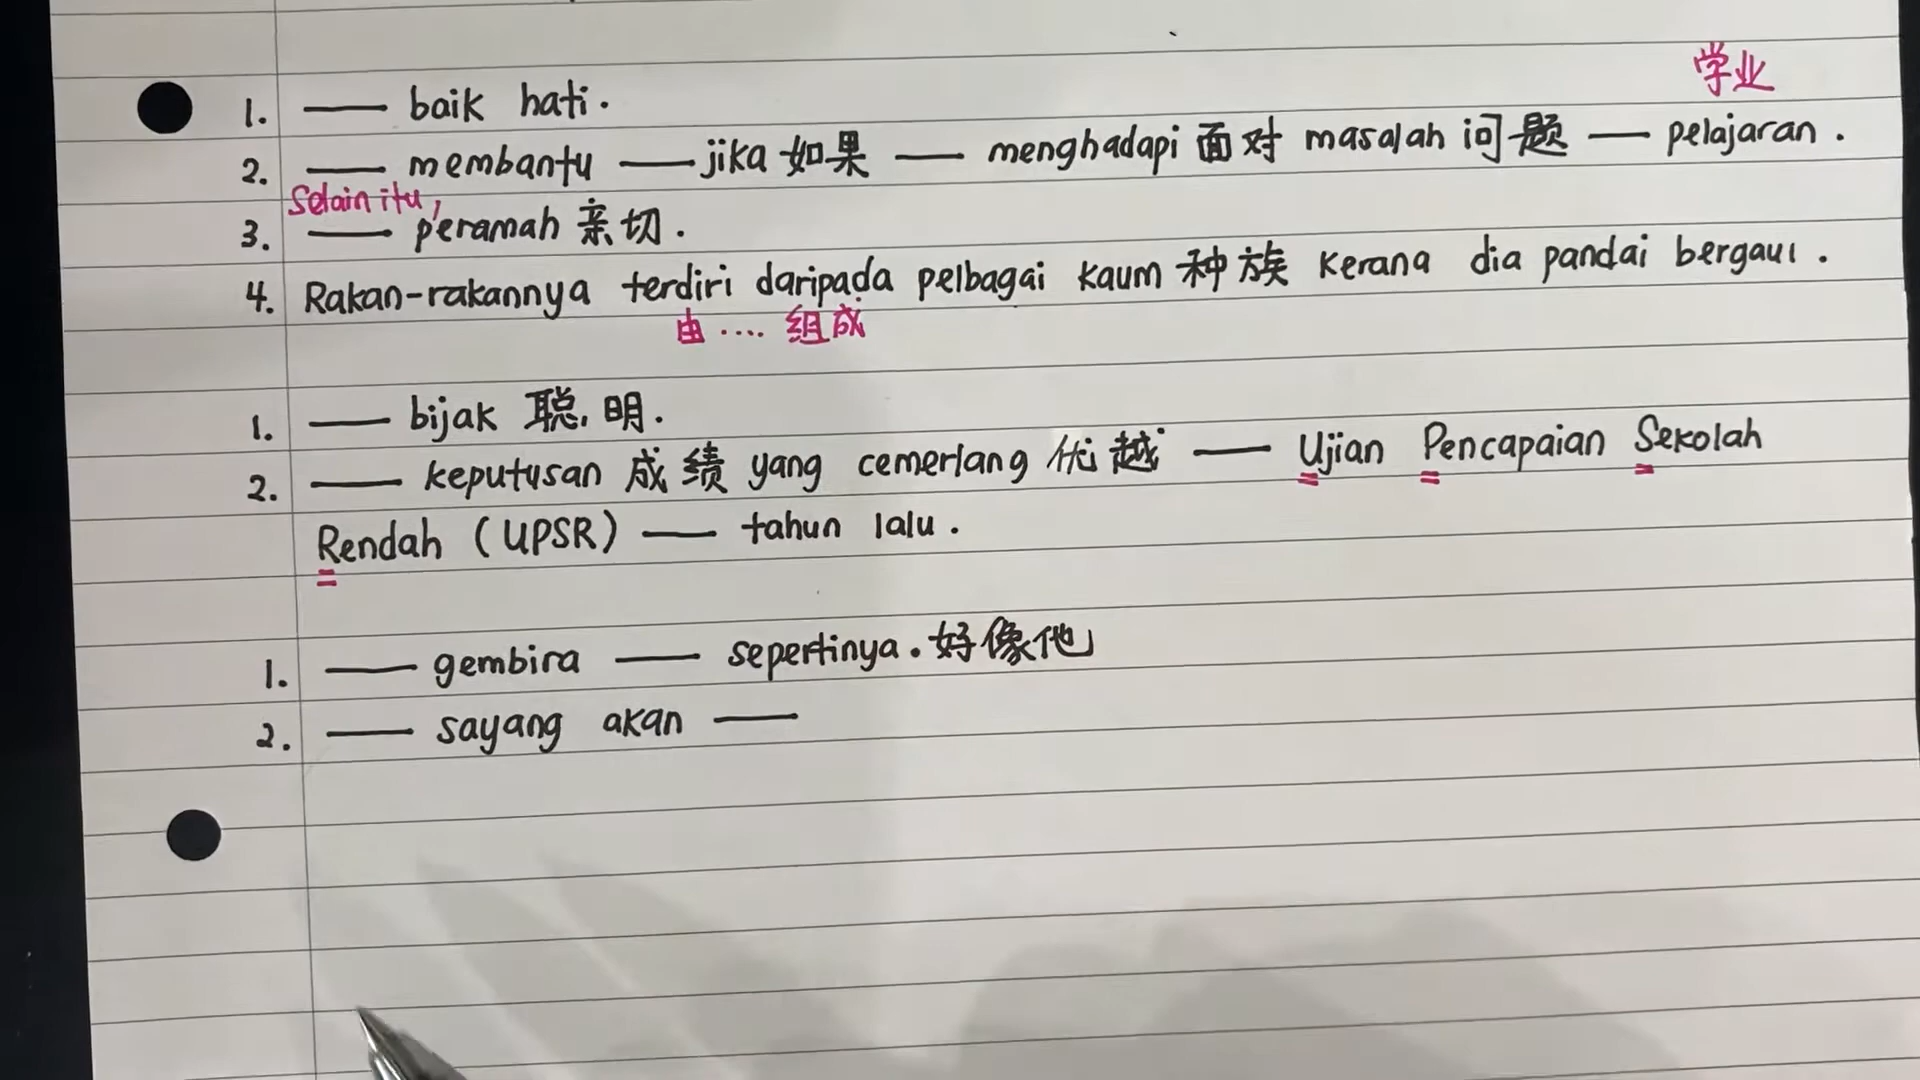 学业
1. —— baik hati.
2. —— membantu —— jika 如果 —— menghadapi 面对 masalah 问题 —— pelajaran.
Selain itu,
3. —— peramah 亲切.
4. Rakan-rakannya terdiri daripada pelbagai kaum 种族 kerana dia pandai bergaul.
由 .... 组成
1. —— bijak 聪明.
2. —— keputusan 成绩 yang cemerlang 优越 —— Ujian Pencapaian Sekolah
Rendah (UPSR) —— tahun lalu.
1. —— gembira —— sepertinya. 好像他
2. —— sayang akan ——